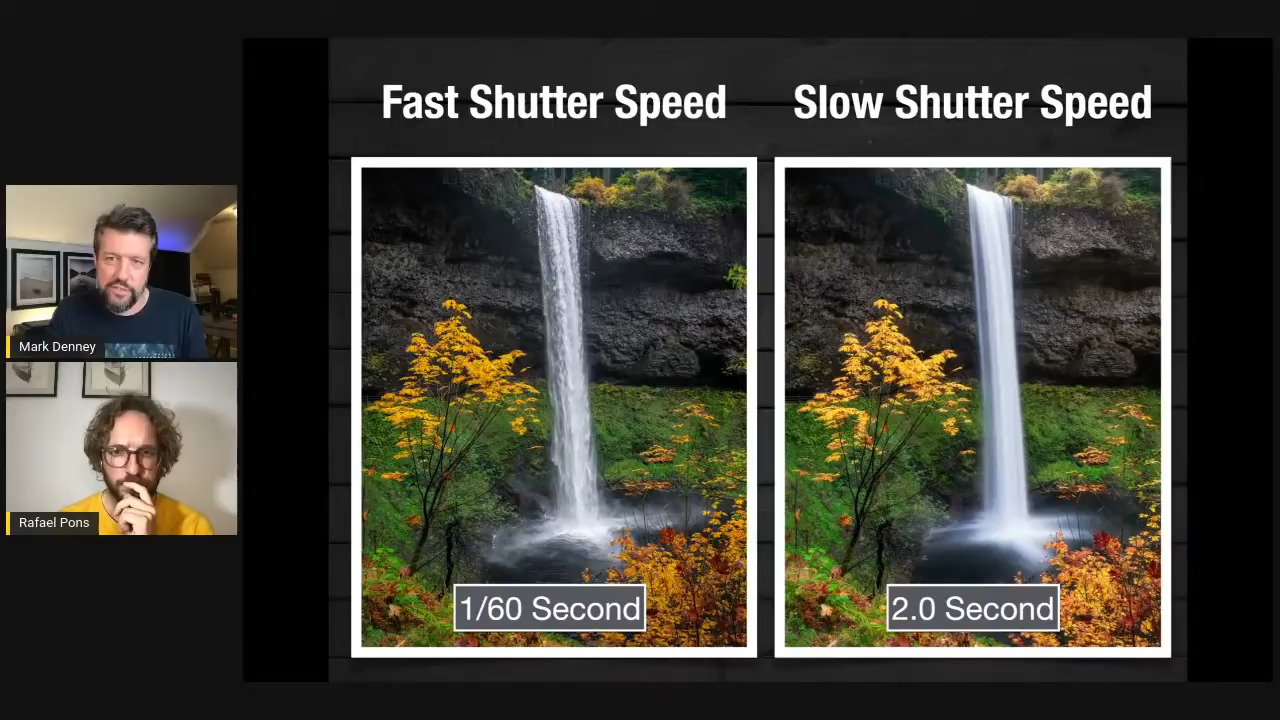 Fast Shutter Speed
Slow Shutter Speed
Mark Denney
Rafael Pons
1/60 Second
2.0 Second